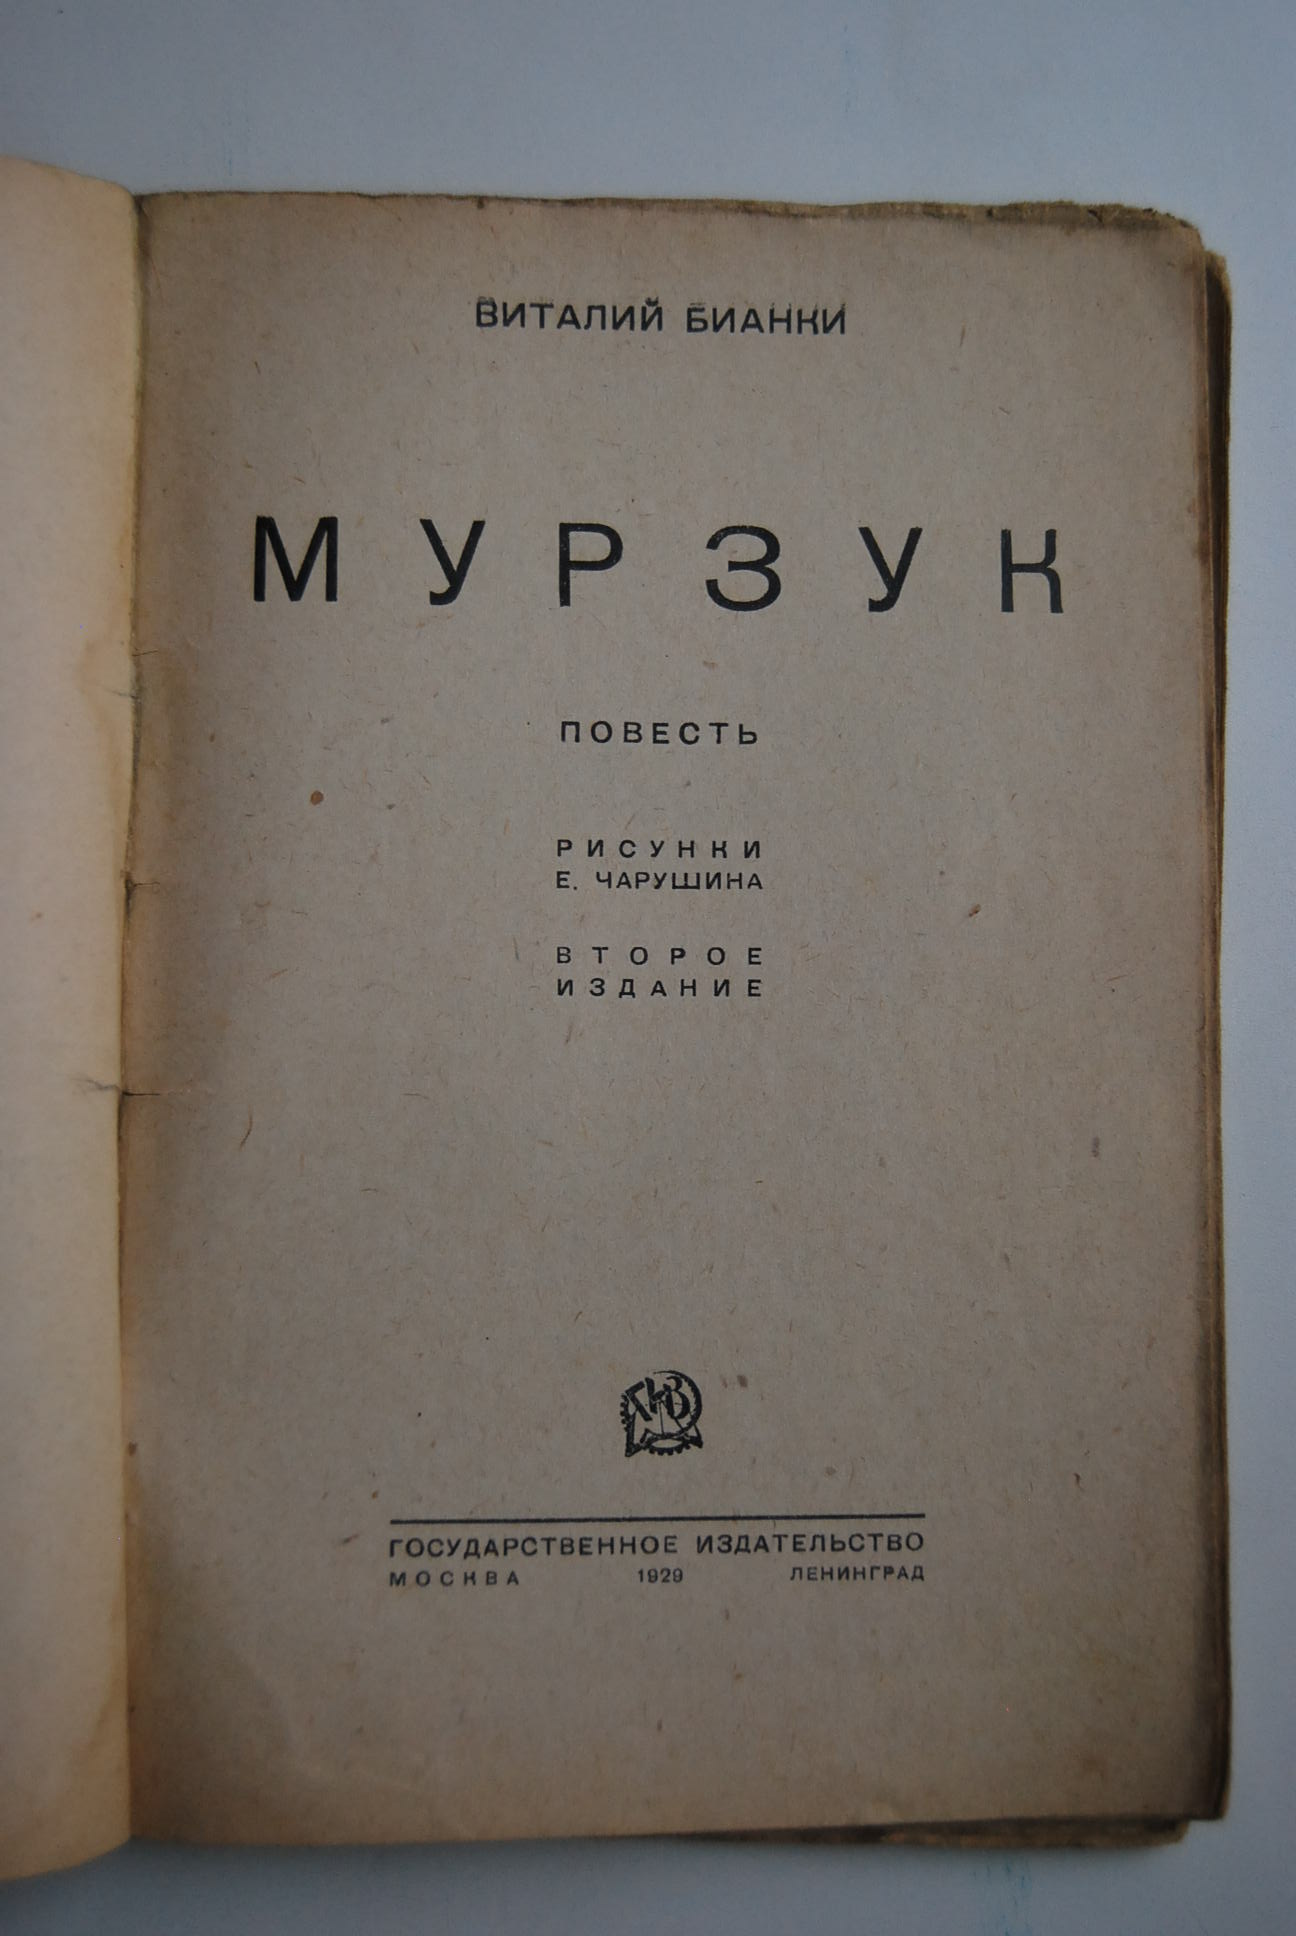 ВИТАЛИЙ БИАНКИ
МУРЗУК
ПОВЕСТЬ
РИСУНКИ
Е. ЧАРУШИНА
ВТОРОЕ
ИЗДАНИЕ
ГОСУДАРСТВЕННОЕ ИЗДАТЕЛЬСТВО
МОСКВА 1929 ЛЕНИНГРАД